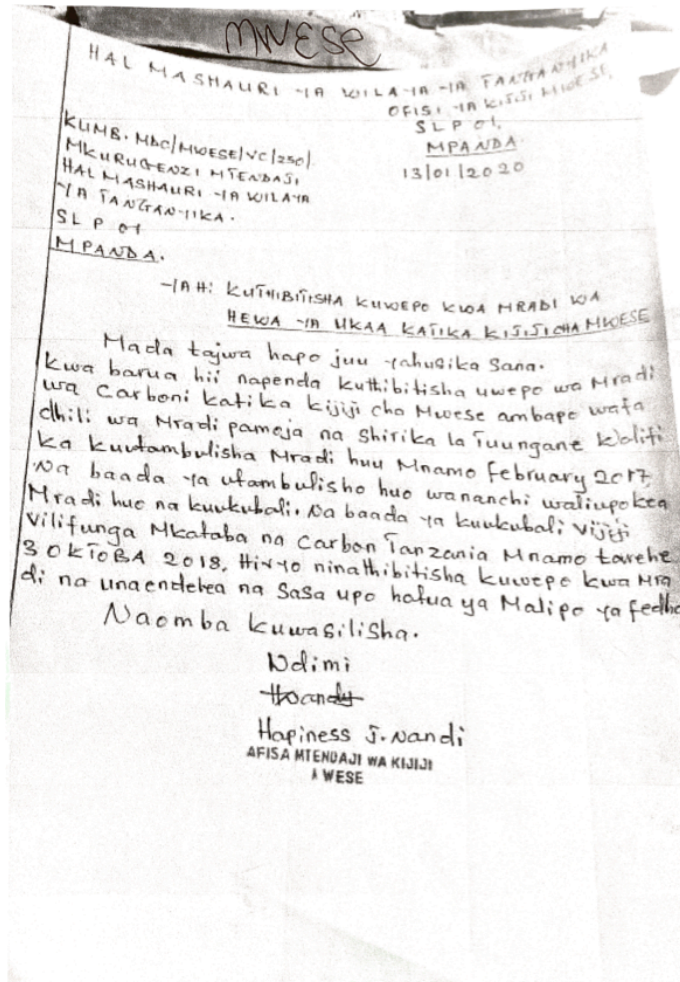 MWESE
HALMASHAURI YA WILAYA YA TANGANYIKA
OFISI YA KIJIJI MWESE,
SLP 01,
MPANDA.
13/01/2020
KUMB. MDC/MWESE/VC/250/.
MKURUGENZI MTENDAJI,
HALMASHAURI YA WILAYA
YA TANGANYIKA.
SLP 01
MPANDA.
YAH: KUTHIBITISHA KUWEPO KWA MRADI WA
HEWA YA UKAA KATIKA KIJIJI CHA MWESE
Mada tajwa hapo juu yahusika sana.
Kwa barua hii napenda kuthibitisha uwepo wa Mradi
wa Carboni katika kijiji cha Mwese ambapo wafa
dhili wa Mradi pamoja na Shirika la Tuungane Walifi
ka kuutambulisha Mradi huu Mnamo february 2017,
Na baada ya utambulisho huo wananchi waliupokea
Mradi huo na kuukubali. Na baada ya kuukubali Vijiji
Vilifunga Mkataba na Carbon Tanzania Mnamo tarehe
3 OKTOBA 2018. Hivyo ninathibitisha kuwepo kwa Mra
di na unaendelea na Sasa upo hatua ya Malipo ya fedha
Naomba kuwasilisha.
Ndimi
Hapiness J. Nandi
AFISA MTENDAJI WA KIJIJI
WESE